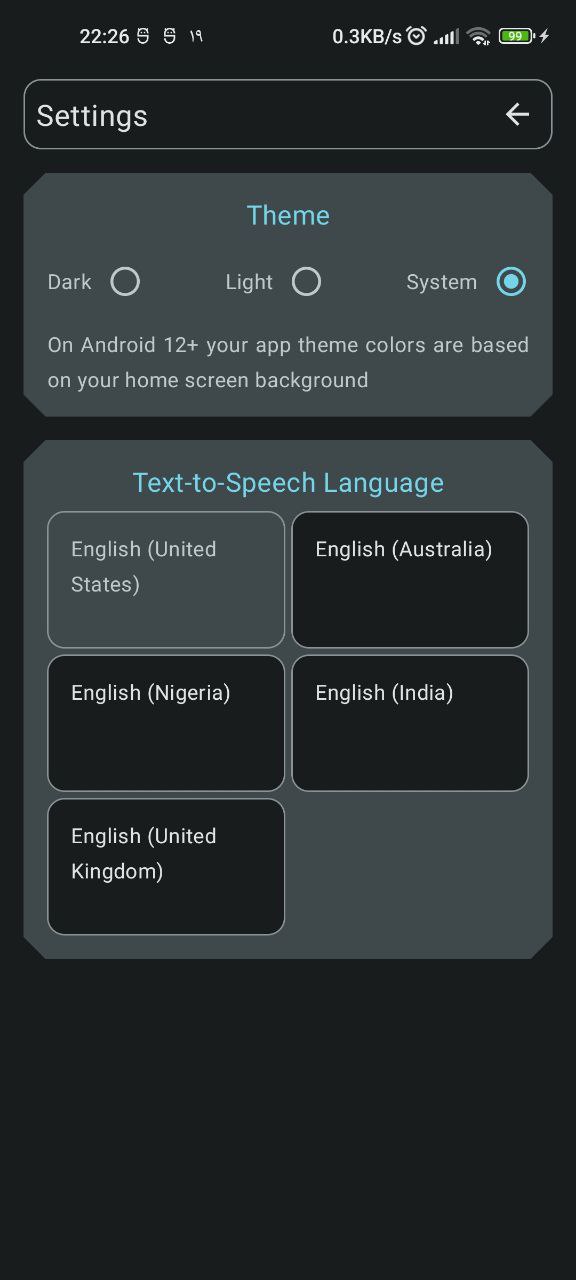 22:26 ١٩ 0.3KB/s 99
Settings
Theme
Dark Light System
On Android 12+ your app theme colors are based
on your home screen background
Text-to-Speech Language
English (United
States)
English (Australia)
English (Nigeria)
English (India)
English (United
Kingdom)